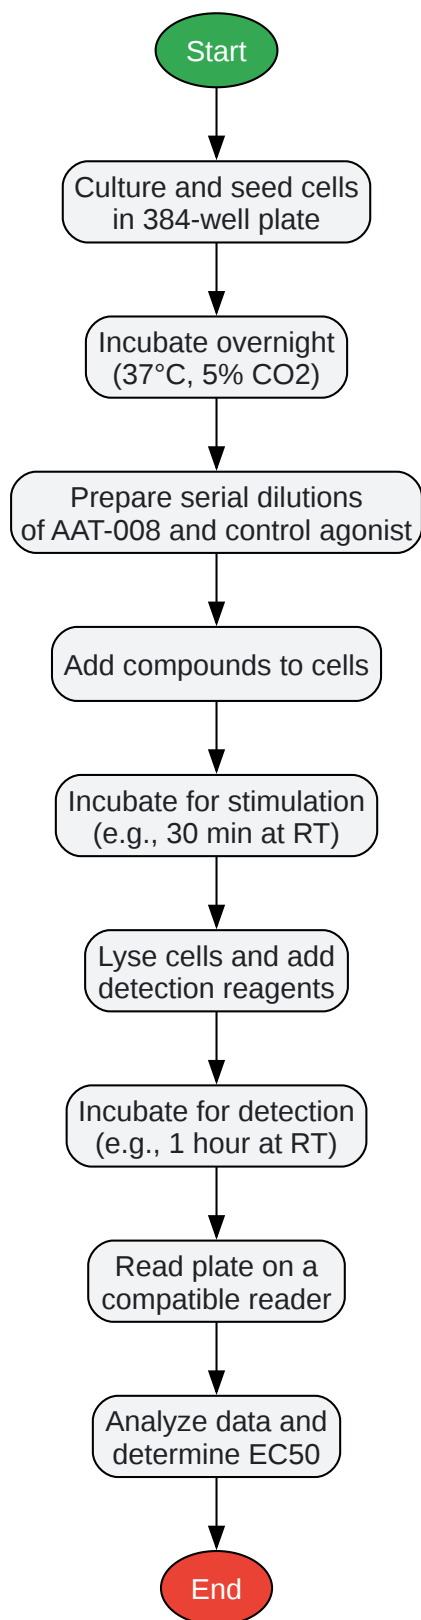 Start
Culture and seed cells
in 384-well plate
Incubate overnight
(37°C, 5% CO2)
Prepare serial dilutions
of AAT-008 and control agonist
Add compounds to cells
Incubate for stimulation
(e.g., 30 min at RT)
Lyse cells and add
detection reagents
Incubate for detection
(e.g., 1 hour at RT)
Read plate on a
compatible reader
Analyze data and
determine EC50
End